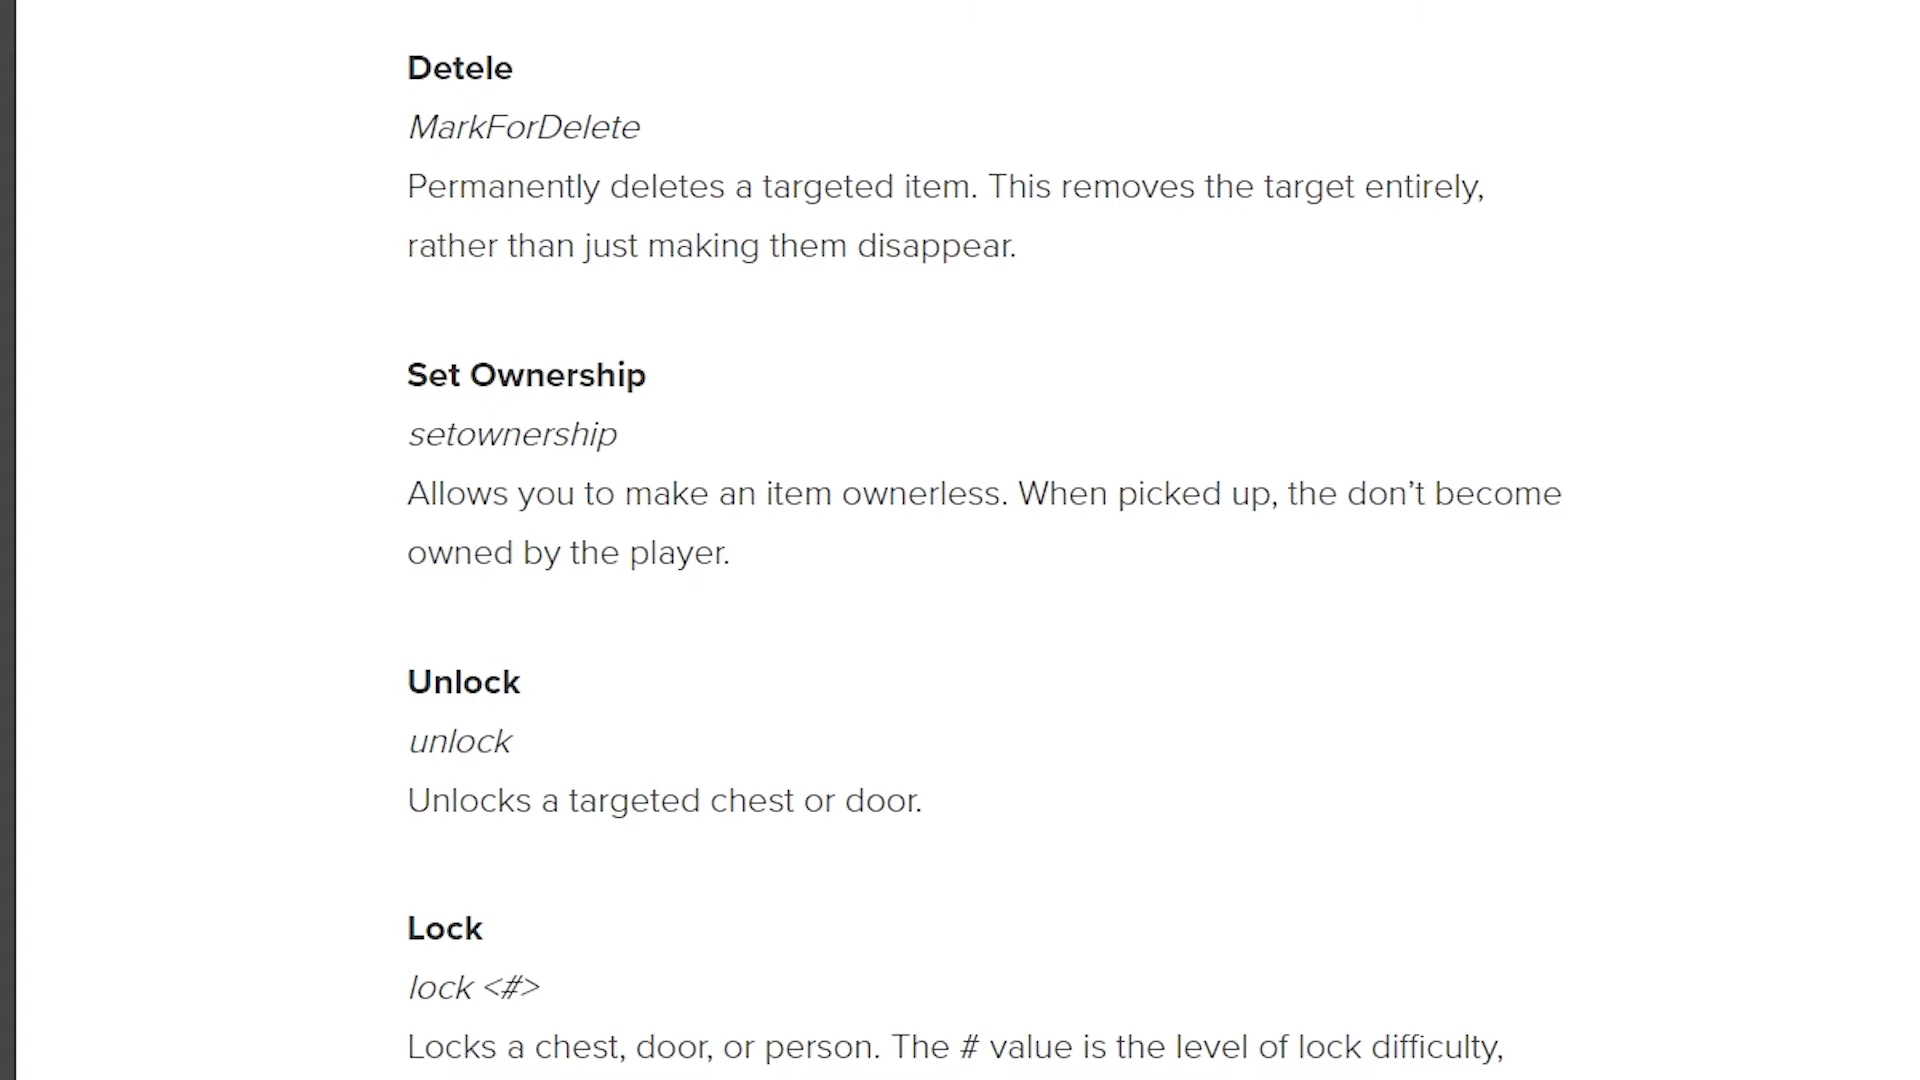 Detele
MarkForDelete
Permanently deletes a targeted item. This removes the target entirely,
rather than just making them disappear.
Set Ownership
setownership
Allows you to make an item ownerless. When picked up, the don’t become
owned by the player.
Unlock
unlock
Unlocks a targeted chest or door.
Lock
lock <#>
Locks a chest, door, or person. The # value is the level of lock difficulty,